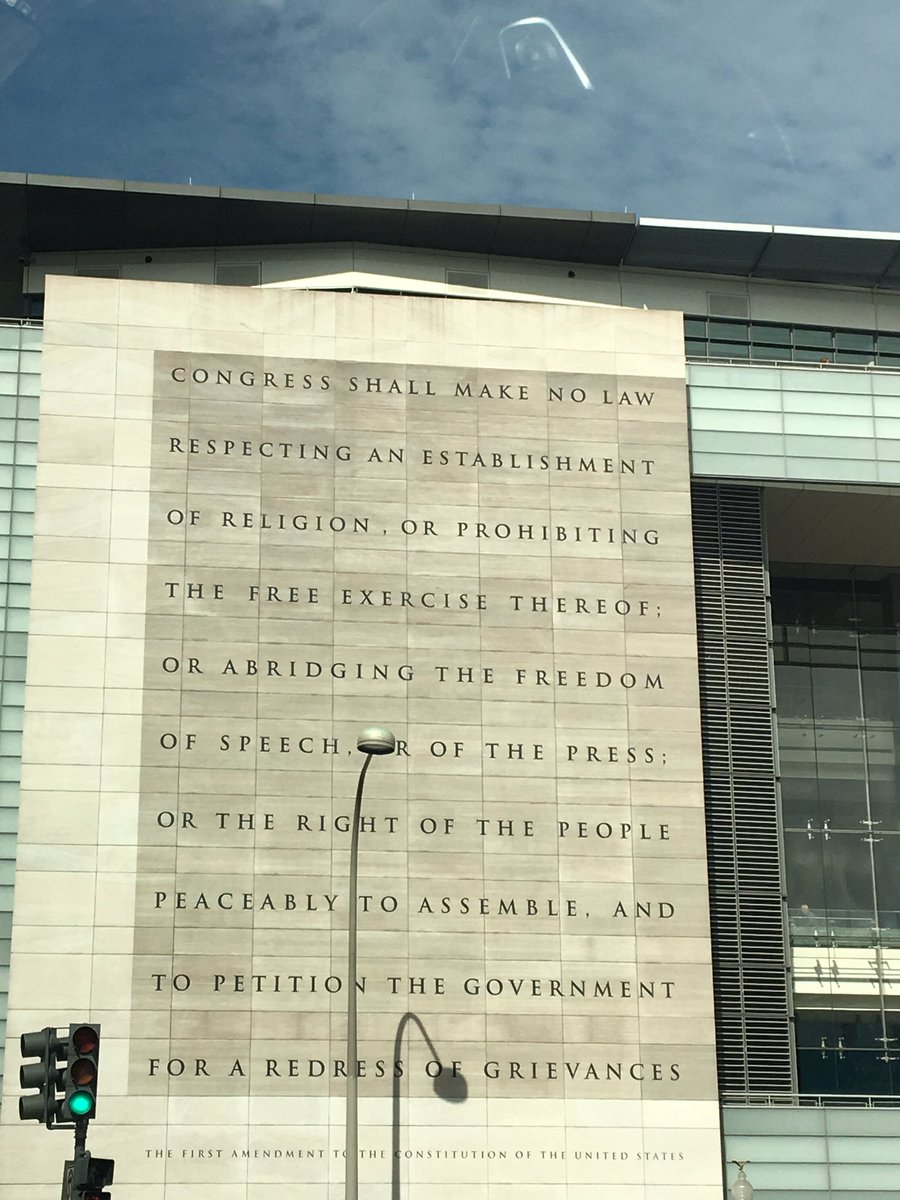 CONGRESS SHALL MAKE NO LAW
RESPECTING AN ESTABLISHMENT
OF RELIGION, OR PROHIBITING
THE FREE EXERCISE THEREOF;
OR ABRIDGING THE FREEDOM
OF SPEECH, OR OF THE PRESS;
OR THE RIGHT OF THE PEOPLE
PEACEABLY TO ASSEMBLE, AND
TO PETITION THE GOVERNMENT
FOR A REDRESS OF GRIEVANCES
THE FIRST AMENDMENT TO THE CONSTITUTION OF THE UNITED STATES